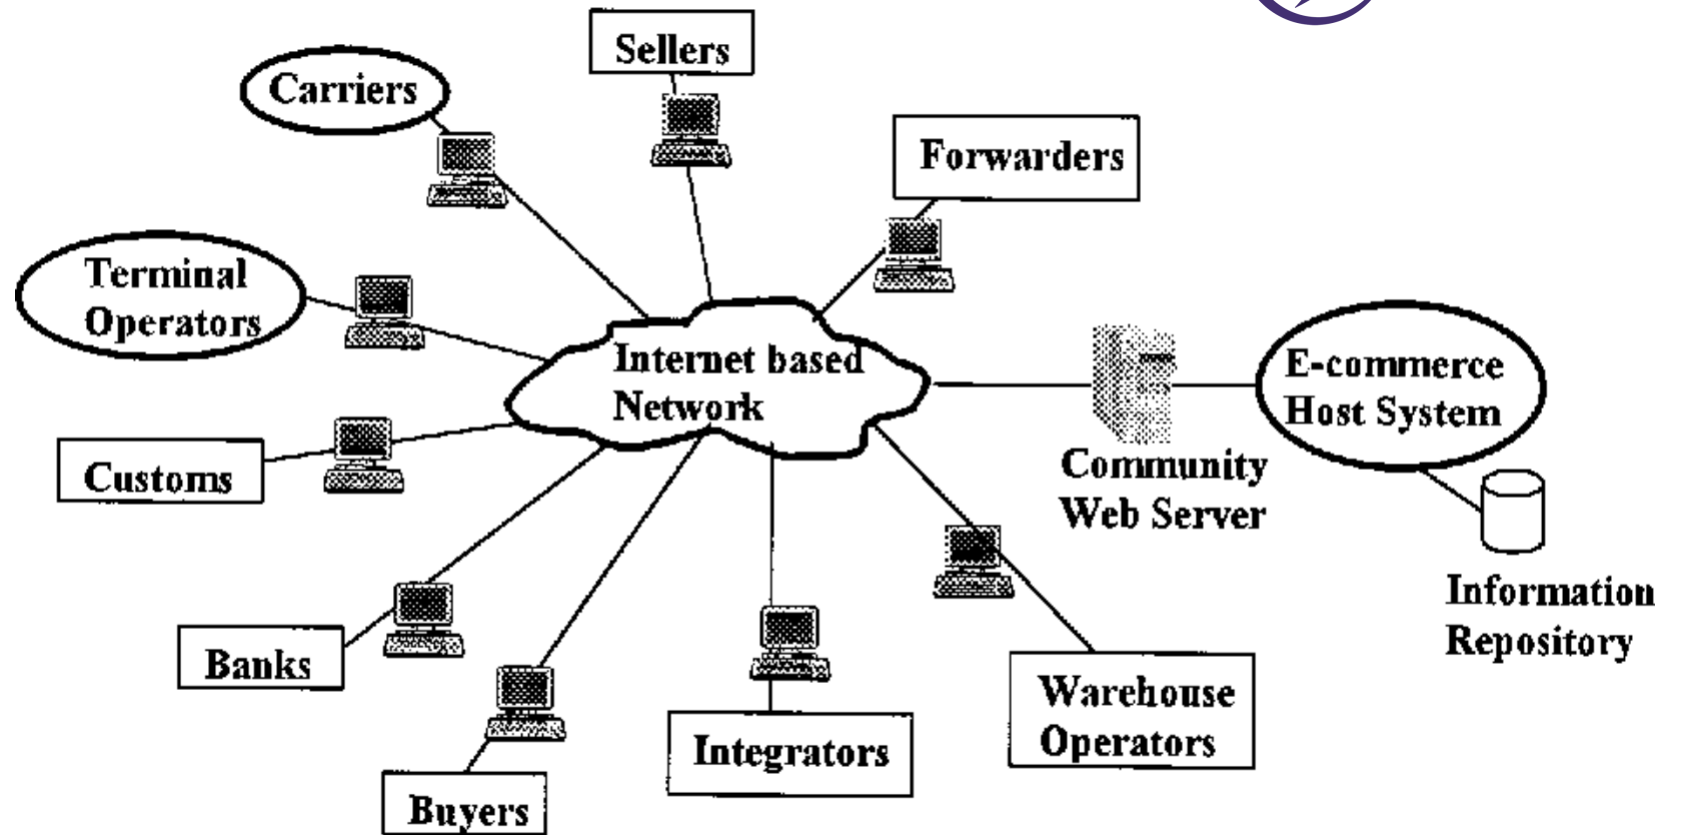 Sellers
Carriers
Forwarders
Terminal
Operators
Internet based
Network
E-commerce
Host System
Customs
Community
Web Server
Information
Repository
Banks
Warehouse
Operators
Integrators
Buyers